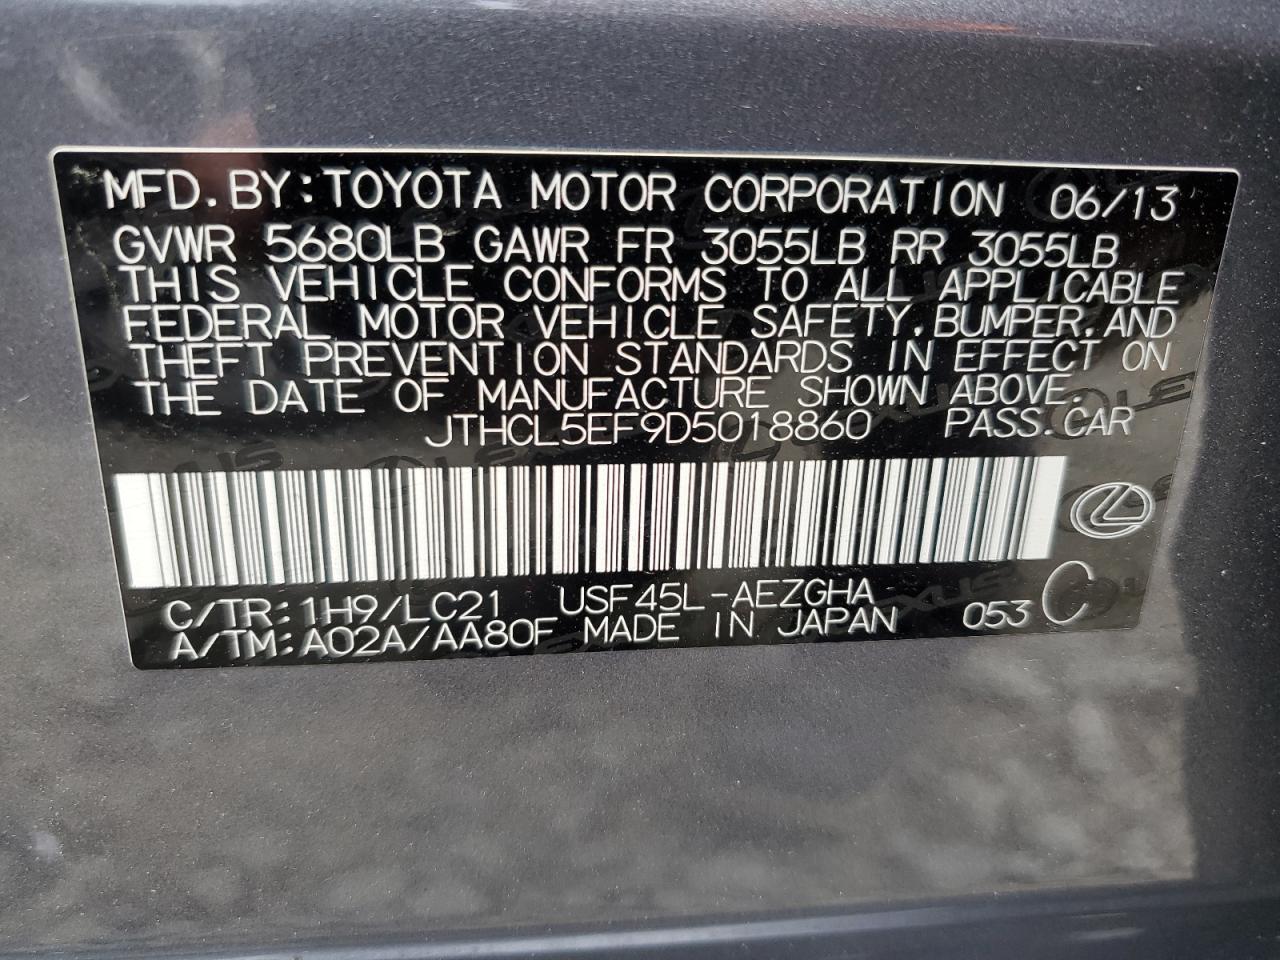 MFD. BY: TOYOTA MOTOR CORPORATION 06/13
GVWR 5680LB GAWR FR 3055LB RR 3055LB
THIS VEHICLE CONFORMS TO ALL APPLICABLE
FEDERAL MOTOR VEHICLE SAFETY, BUMPER, AND
THEFT PREVENTION STANDARDS IN EFFECT ON
THE DATE OF MANUFACTURE SHOWN ABOVE.
JTHCL5EF9D5018860 PASS. CAR
C/TR: 1H9/LC21 USF45L-AEZGHA
A/TM: A02A/AA80F MADE IN JAPAN 053 C